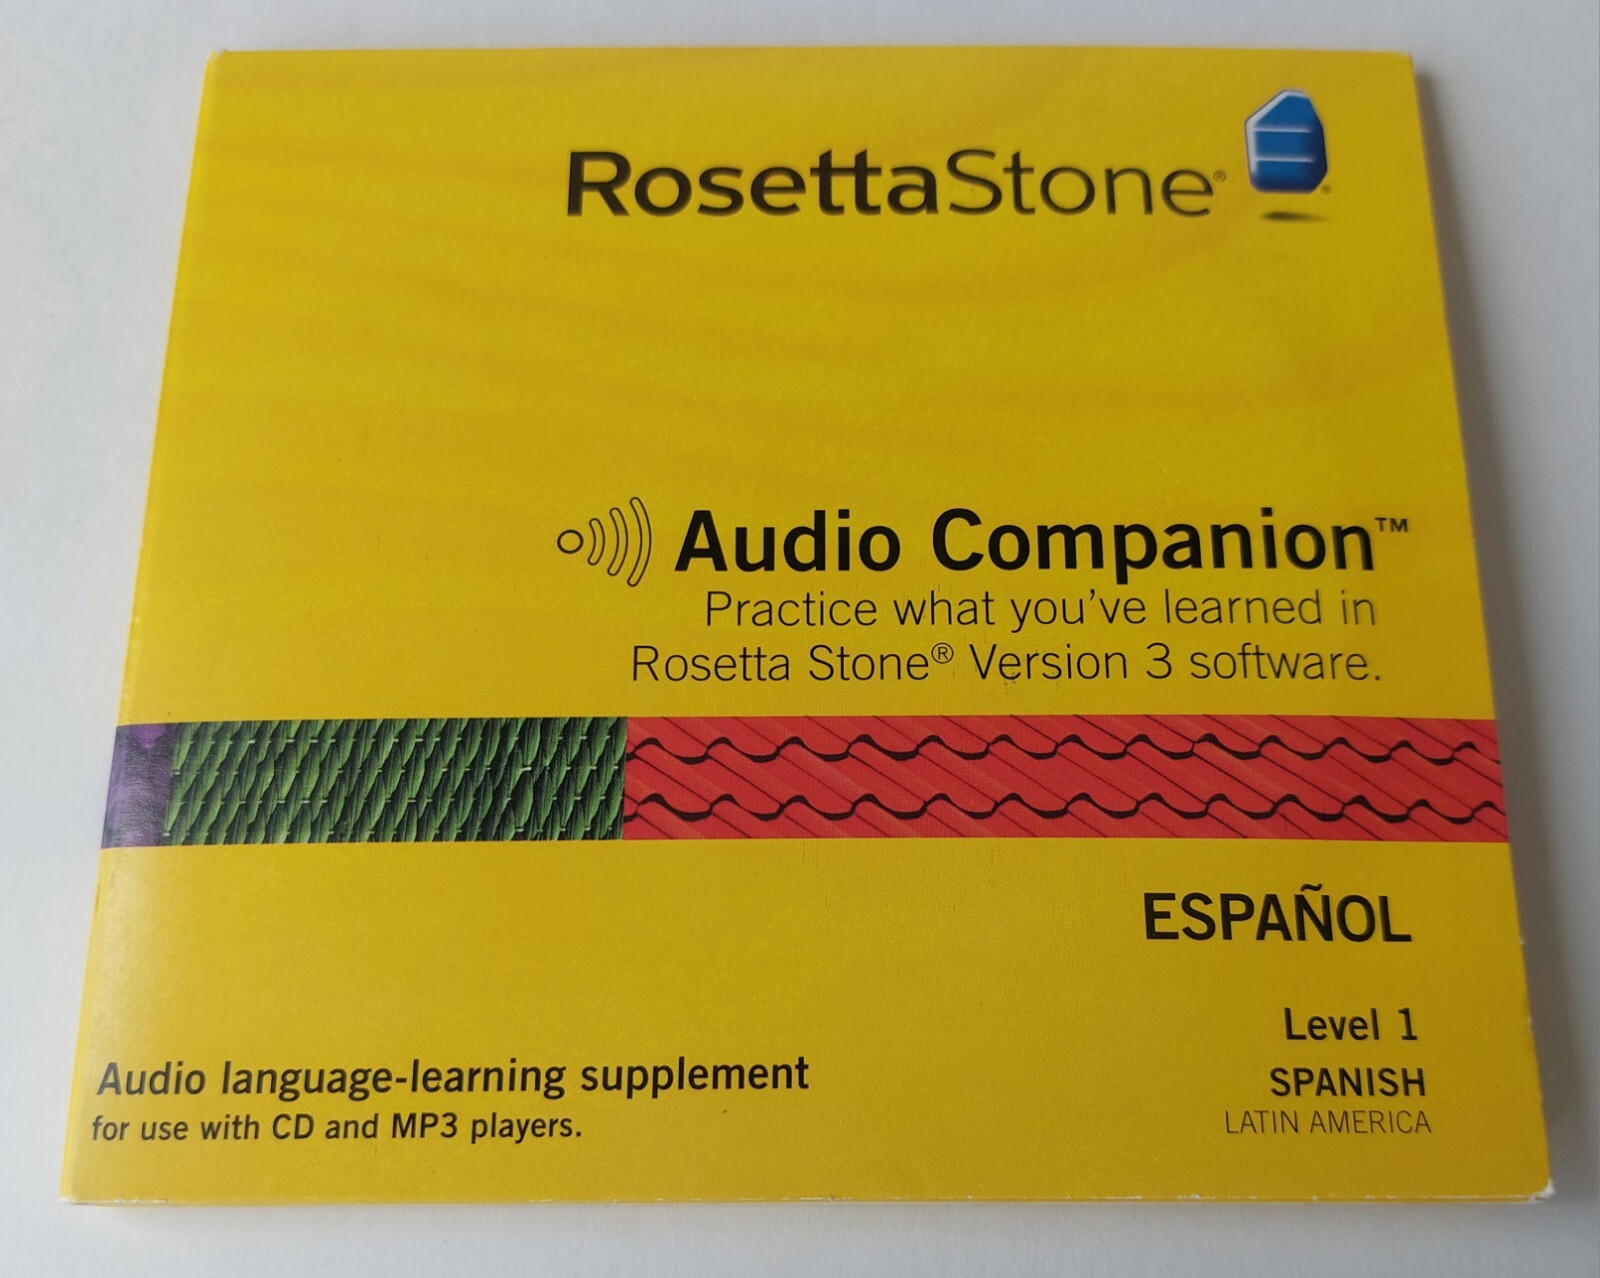 RosettaStone®
Audio Companion™
Practice what you've learned in
Rosetta Stone® Version 3 software.
ESPAÑOL
Level 1
SPANISH
LATIN AMERICA
Audio language-learning supplement
for use with CD and MP3 players.